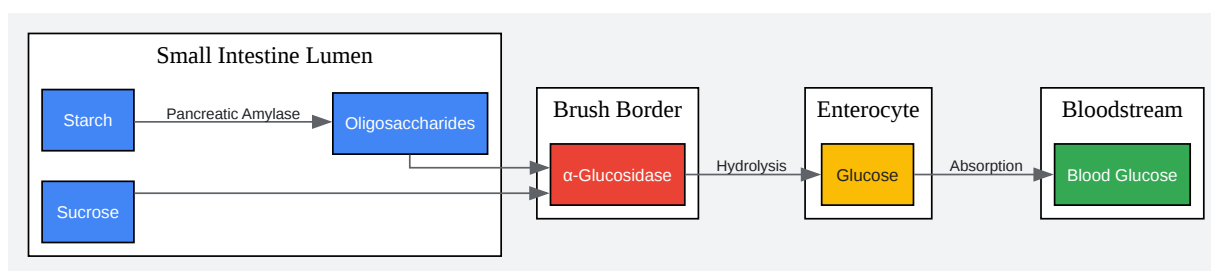 Small Intestine Lumen
Starch
Pancreatic Amylase
Oligosaccharides
Sucrose
Brush Border
α-Glucosidase
Hydrolysis
Enterocyte
Glucose
Absorption
Bloodstream
Blood Glucose